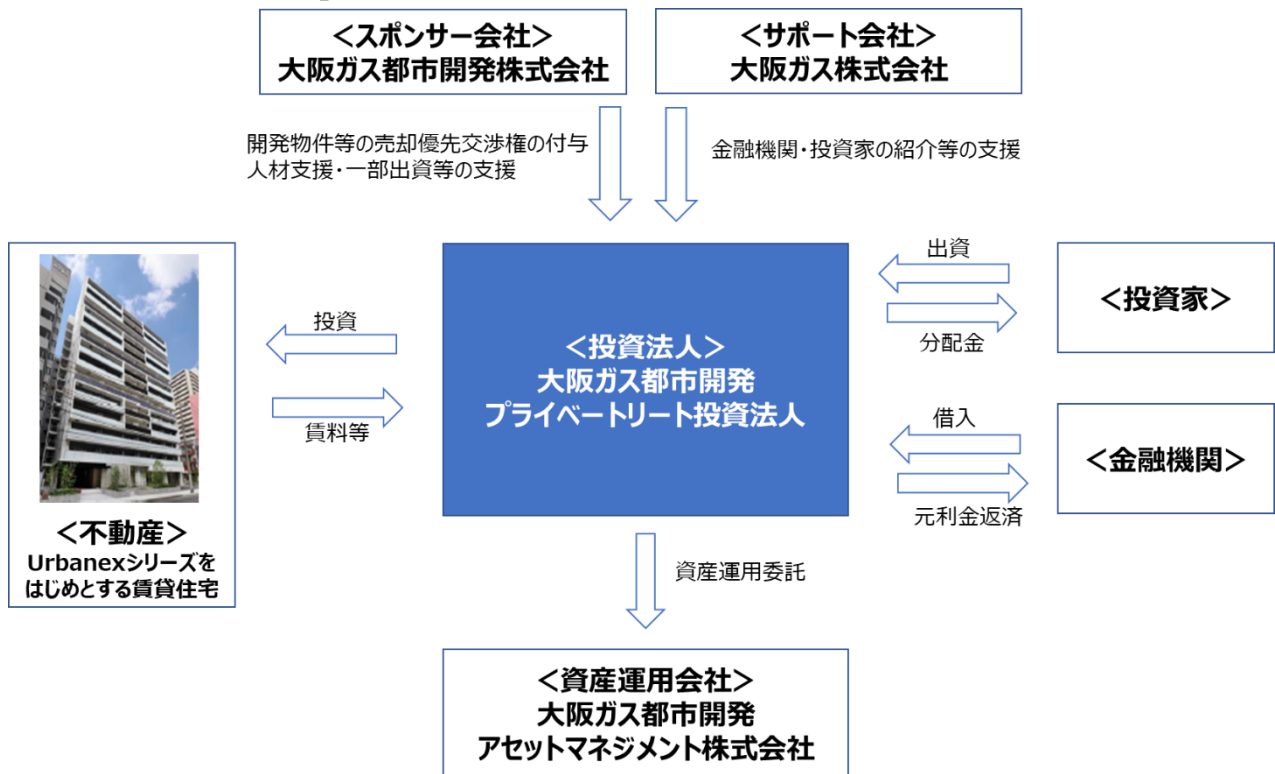 ＜スポンサー会社＞
大阪ガス都市開発株式会社
＜サポート会社＞
大阪ガス株式会社
開発物件等の売却優先交渉権の付与
人材支援・一部出資等の支援
金融機関・投資家の紹介等の支援
＜不動産＞
Urbanexシリーズを
はじめとする賃貸住宅
投資
賃料等
＜投資法人＞
大阪ガス都市開発
プライベートリート投資法人
出資
分配金
＜投資家＞
借入
元利金返済
＜金融機関＞
資産運用委託
＜資産運用会社＞
大阪ガス都市開発
アセットマネジメント株式会社